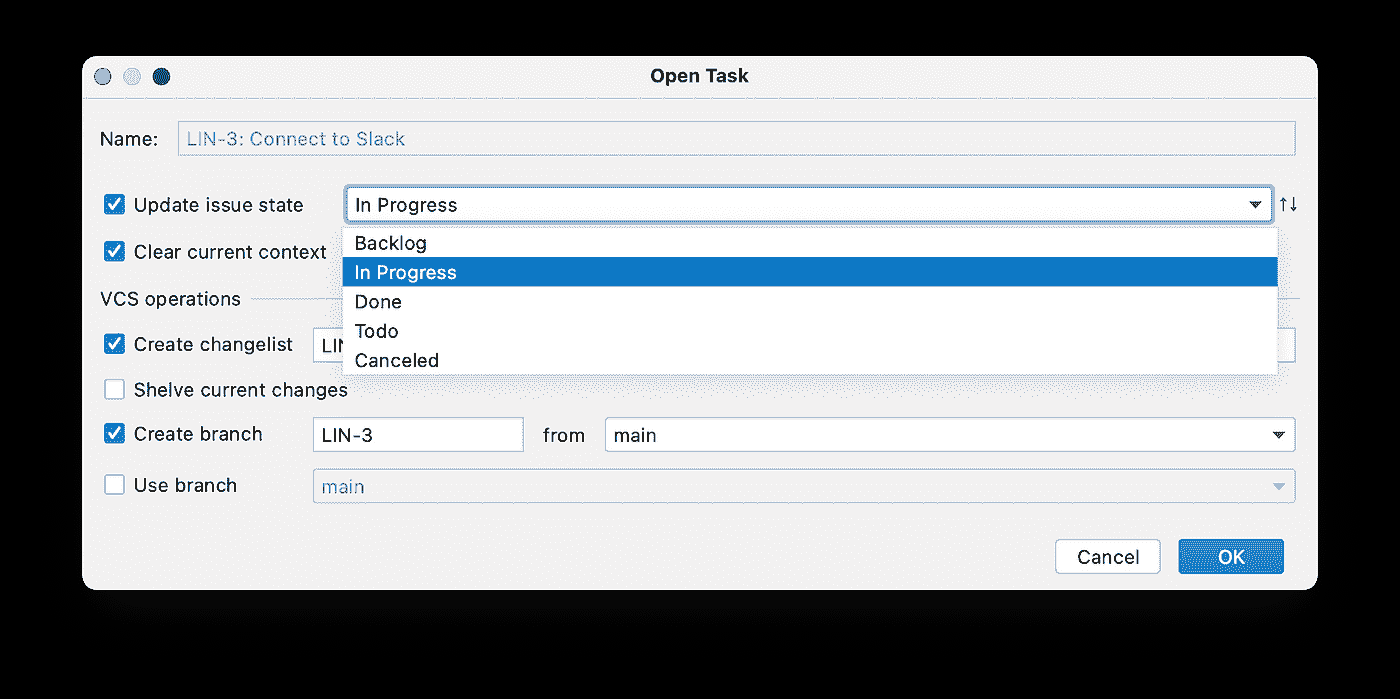 Open Task
Name: LIN-3: Connect to Slack
Update issue state In Progress
Backlog
Clear current context
In Progress
VCS operations
Done
Todo
Create changelist LIN
Canceled
Shelve current changes
Create branch LIN-3 from main
Use branch main
Cancel OK